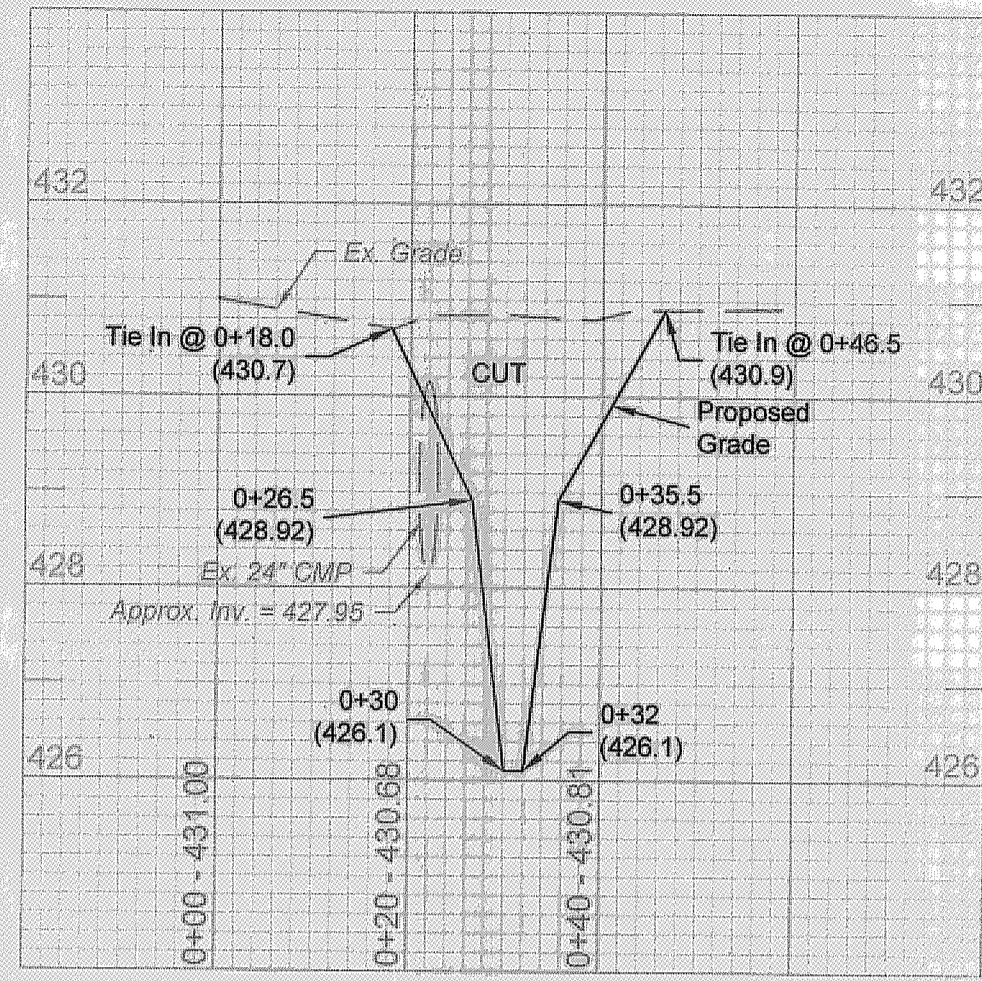 432
432
Ex. Grade
Tie In @ 0+18.0
(430.7)
Tie In @ 0+46.5
(430.9)
430
CUT
430
Proposed
Grade
0+26.5
(428.92)
0+35.5
(428.92)
428
Ex. 24" CMP
428
Approx. Inv. = 427.95
0+30
(426.1)
0+32
(426.1)
426
426
0+00 - 431.00
0+20 - 430.68
0+40 - 430.81